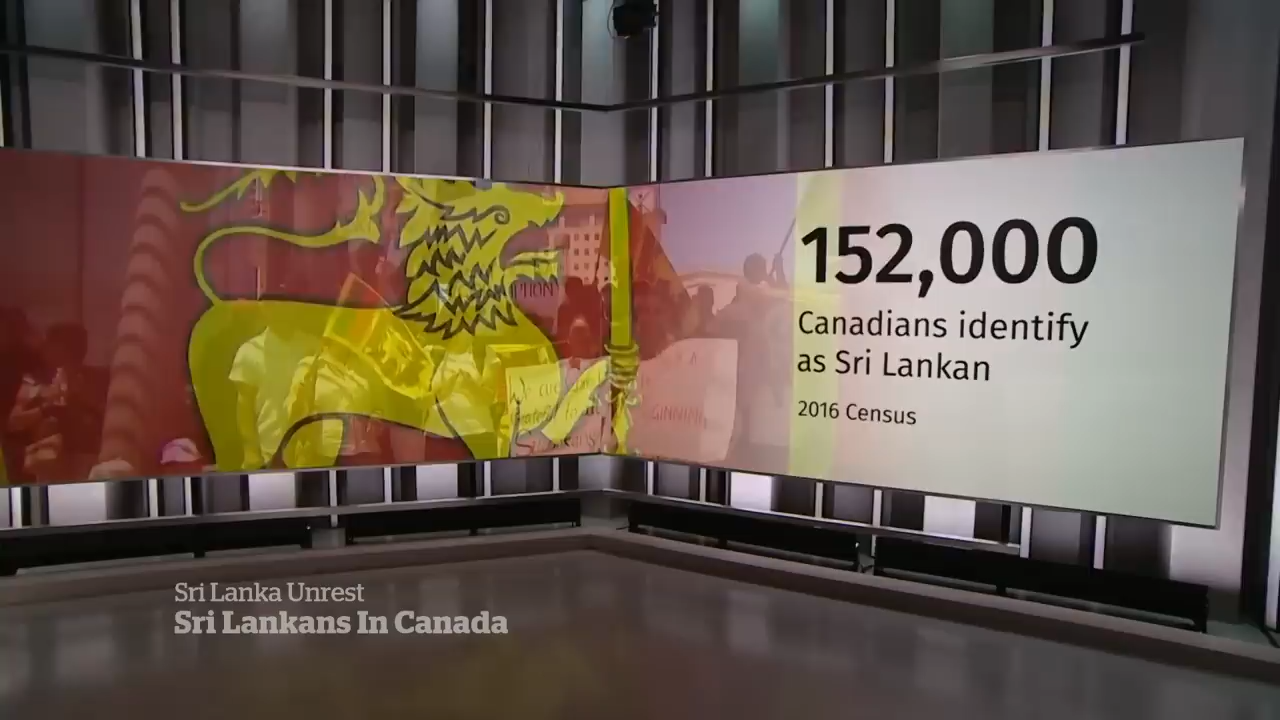 152,000
Canadians identify
as Sri Lankan
2016 Census
Sri Lanka Unrest
Sri Lankans In Canada